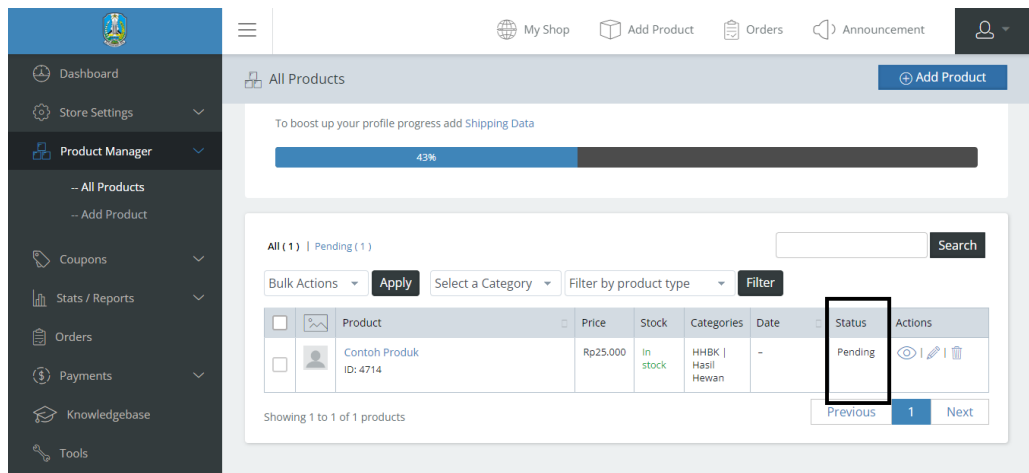 My Shop
Add Product
Orders
Announcement
Dashboard
Store Settings
Product Manager
-- All Products
-- Add Product
Coupons
Stats / Reports
Orders
Payments
Knowledgebase
Tools
All Products
Add Product
To boost up your profile progress add Shipping Data
43%
All ( 1 ) | Pending ( 1 )
Search
Bulk Actions
Apply
Select a Category
Filter by product type
Filter
Product Price Stock Categories Date Status Actions
Contoh Produk
ID: 4714
Rp25.000
In
stock
HHBK |
Hasil
Hewan
–
Pending
Showing 1 to 1 of 1 products
Previous 1 Next